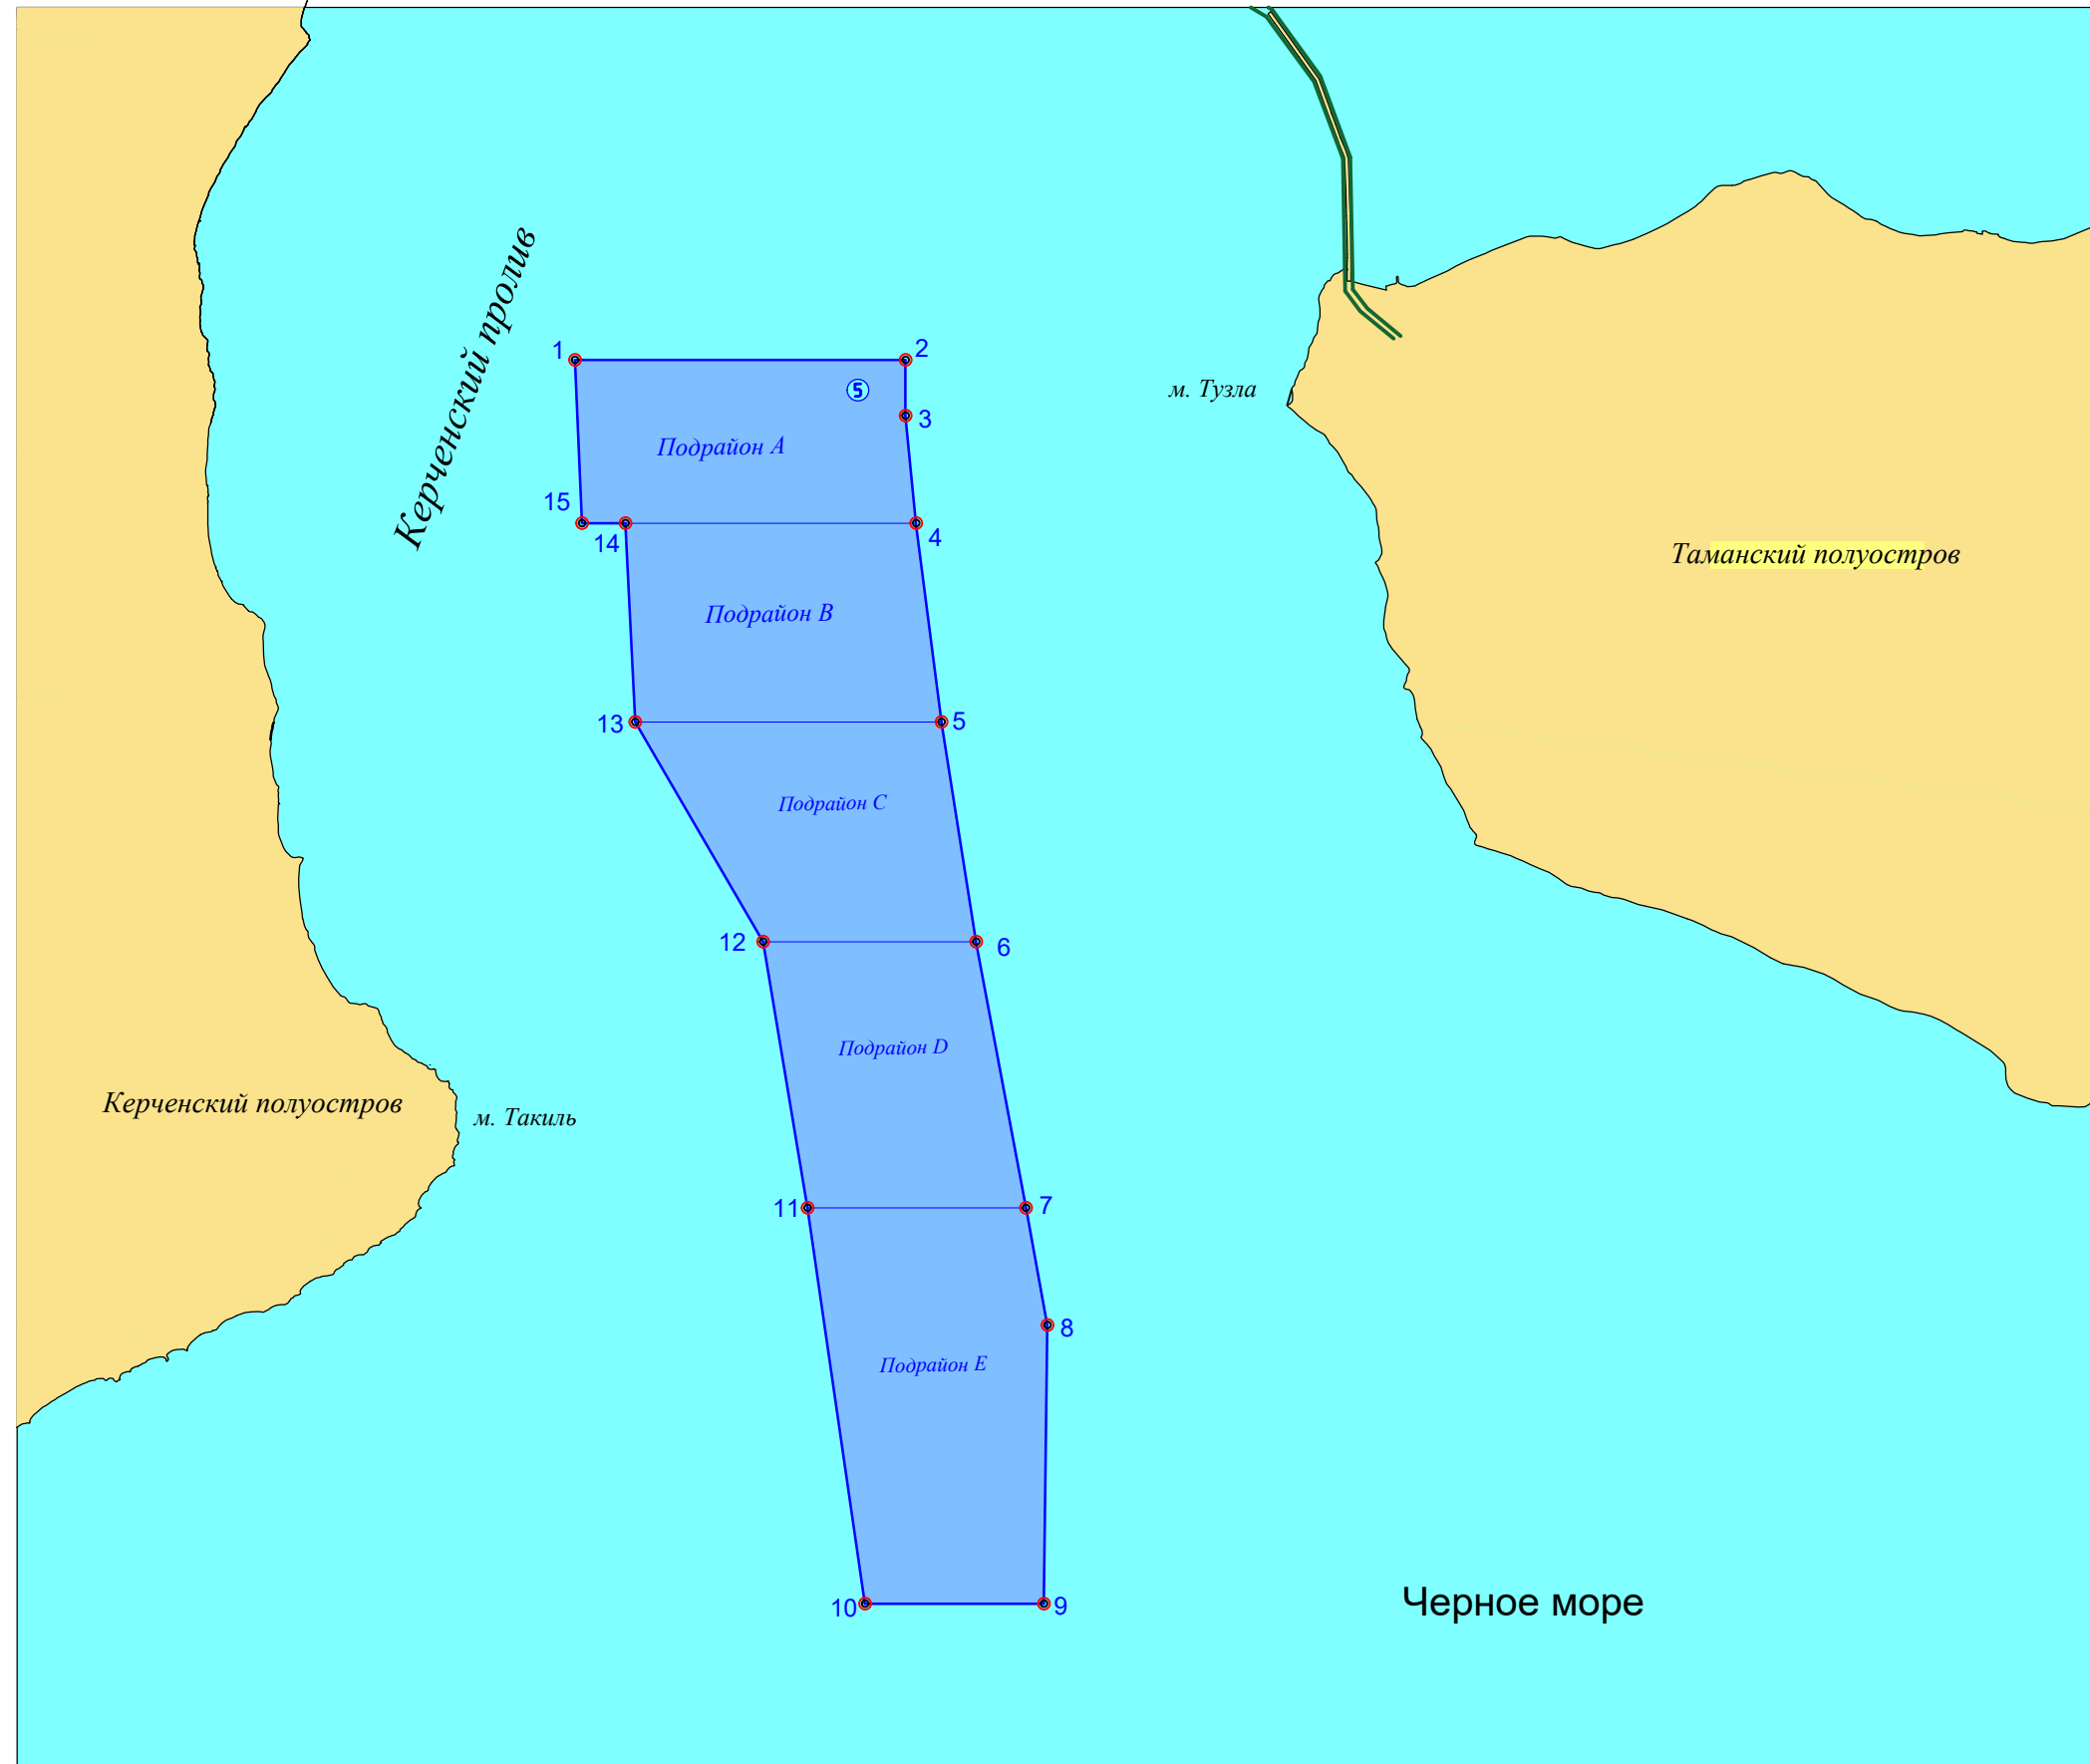 Керченский пролив
1
2
5
3
м. Тузла
Подрайон А
15
14
4
Таманский полуостров
Подрайон В
13
5
Подрайон С
12
6
Подрайон D
Керченский полуостров
м. Такиль
11
7
8
Подрайон Е
10
9
Черное море